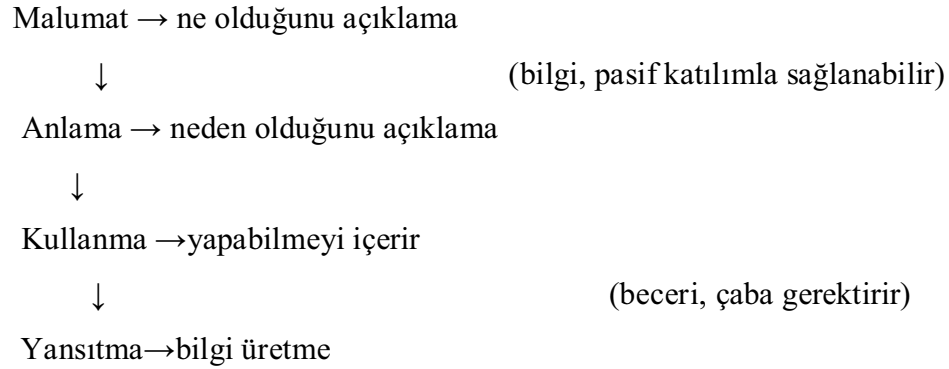 Malumat → ne olduğunu açıklama
↓ (bilgi, pasif katılımla sağlanabilir)
Anlama → neden olduğunu açıklama
↓
Kullanma →yapabilmeyi içerir
↓ (beceri, çaba gerektirir)
Yansıtma→bilgi üretme